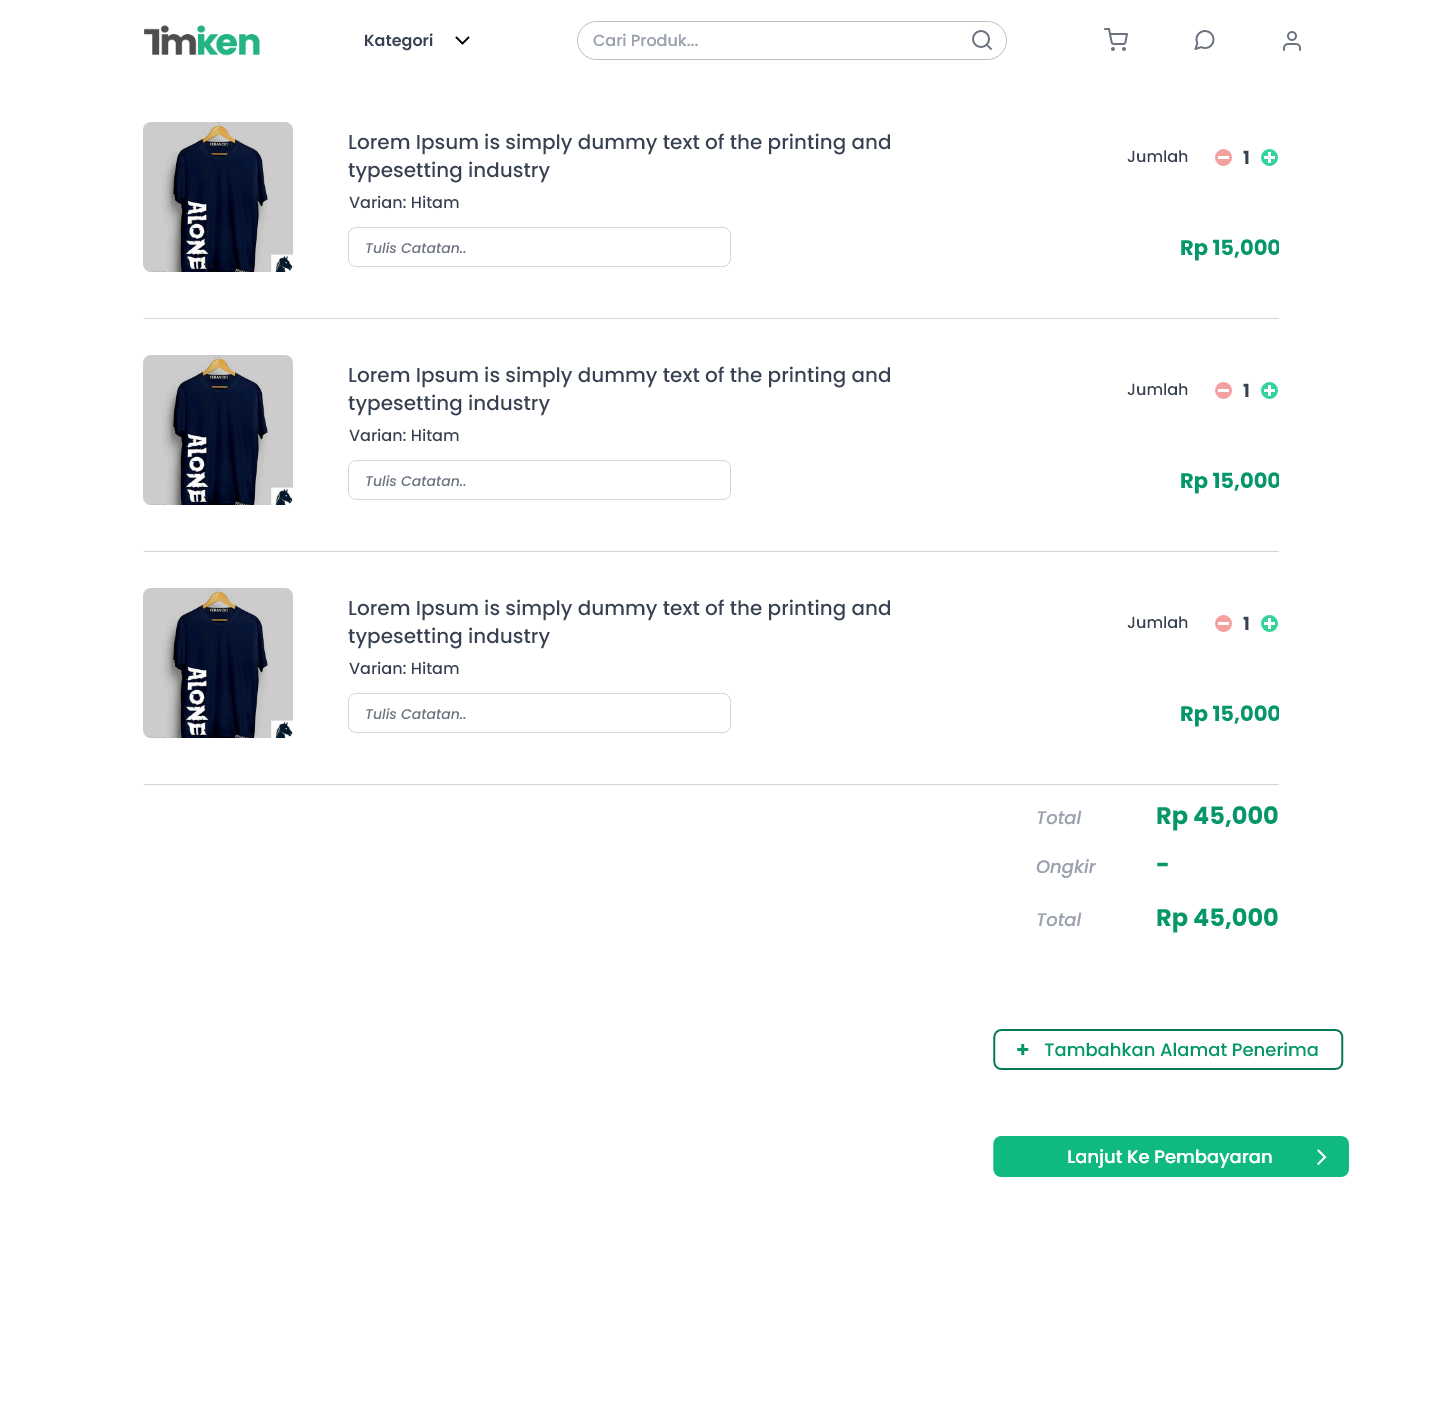 Timken
Kategori
Cari Produk...
Lorem Ipsum is simply dummy text of the printing and
typesetting industry
Varian: Hitam
Tulis Catatan..
Jumlah 1
Rp 15,000
ALONE
Lorem Ipsum is simply dummy text of the printing and
typesetting industry
Varian: Hitam
Tulis Catatan..
Jumlah 1
Rp 15,000
ALONE
Lorem Ipsum is simply dummy text of the printing and
typesetting industry
Varian: Hitam
Tulis Catatan..
Jumlah 1
Rp 15,000
ALONE
Total Rp 45,000
Ongkir -
Total Rp 45,000
+ Tambahkan Alamat Penerima
Lanjut Ke Pembayaran